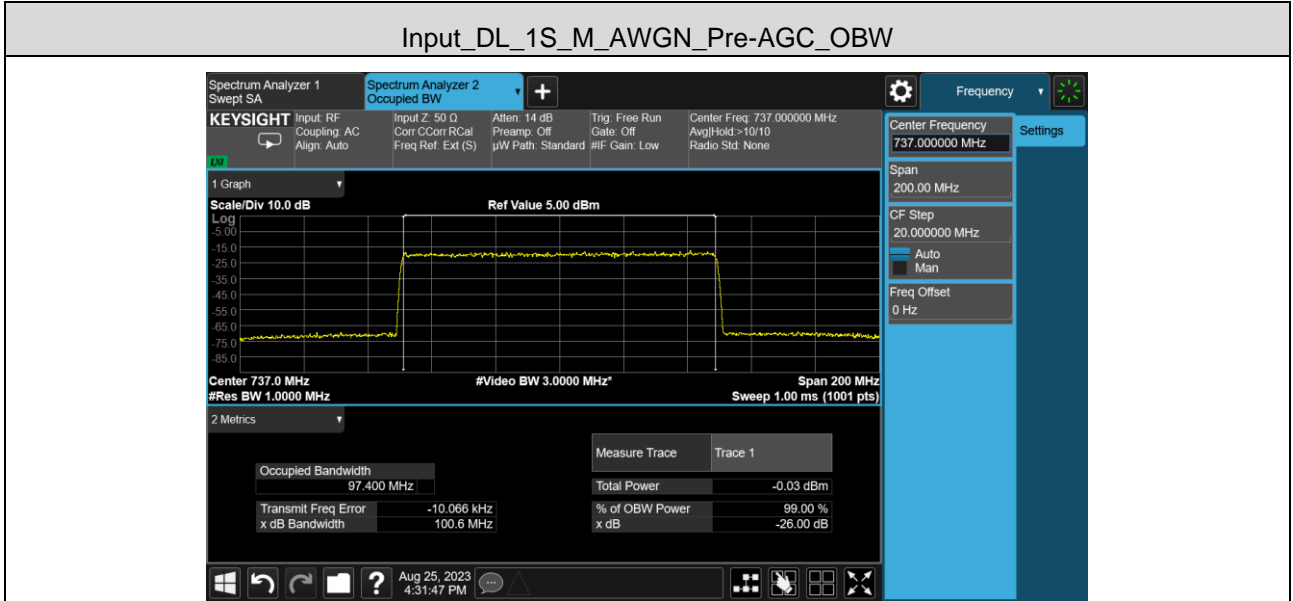 Input_DL_1S_M_AWGN_Pre-AGC_OBW
Spectrum Analyzer 1
Swept SA
Spectrum Analyzer 2
Occupied BW
Frequency
KEYSIGHT
Input: RF
Coupling: AC
Align: Auto
Input Z: 50 Ω
Corr CCorr RCal
Freq Ref: Ext (S)
Atten: 14 dB
Preamp: Off
µW Path: Standard
Trig: Free Run
Gate: Off
#IF Gain: Low
Center Freq: 737.000000 MHz
Avg|Hold:>10/10
Radio Std: None
LXI
Center Frequency
737.000000 MHz
Settings
Span
200.00 MHz
CF Step
20.000000 MHz
Auto
Man
Freq Offset
0 Hz
1 Graph
Scale/Div 10.0 dB
Ref Value 5.00 dBm
Log
-5.00
-15.0
-25.0
-35.0
-45.0
-55.0
-65.0
-75.0
-85.0
Center 737.0 MHz
#Video BW 3.0000 MHz*
Span 200 MHz
#Res BW 1.0000 MHz
Sweep 1.00 ms (1001 pts)
2 Metrics
Measure Trace
Trace 1
Occupied Bandwidth
97.400 MHz
Total Power
-0.03 dBm
Transmit Freq Error
-10.066 kHz
% of OBW Power
99.00 %
x dB Bandwidth
100.6 MHz
x dB
-26.00 dB
?
Aug 25, 2023
4:31:47 PM